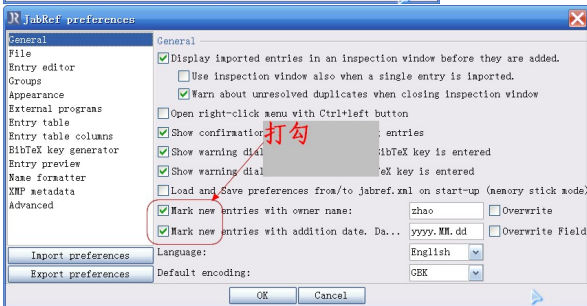 JabRef preferences
General
File
Entry editor
Groups
Appearance
External programs
Entry table
Entry table columns
BibTeX key generator
Entry preview
Name formatter
XMP metadata
Advanced
Import preferences
Export preferences
General
Display imported entries in an inspection window before they are added.
Use inspection window also when a single entry is imported.
Warn about unresolved duplicates when closing inspection window
Open right-click menu with Ctrl+left button
Show confirmation entries
打勾
Show warning dial BibTeX key is entered
Show warning dial eX key is entered
Load and Save preferences from/to jabref.xml on start-up (memory stick mode)
Mark new entries with owner name: zhao Overwrite
Mark new entries with addition date. Da... yyyy.MM.dd Overwrite Field
Language: English
Default encoding: GBK
OK Cancel